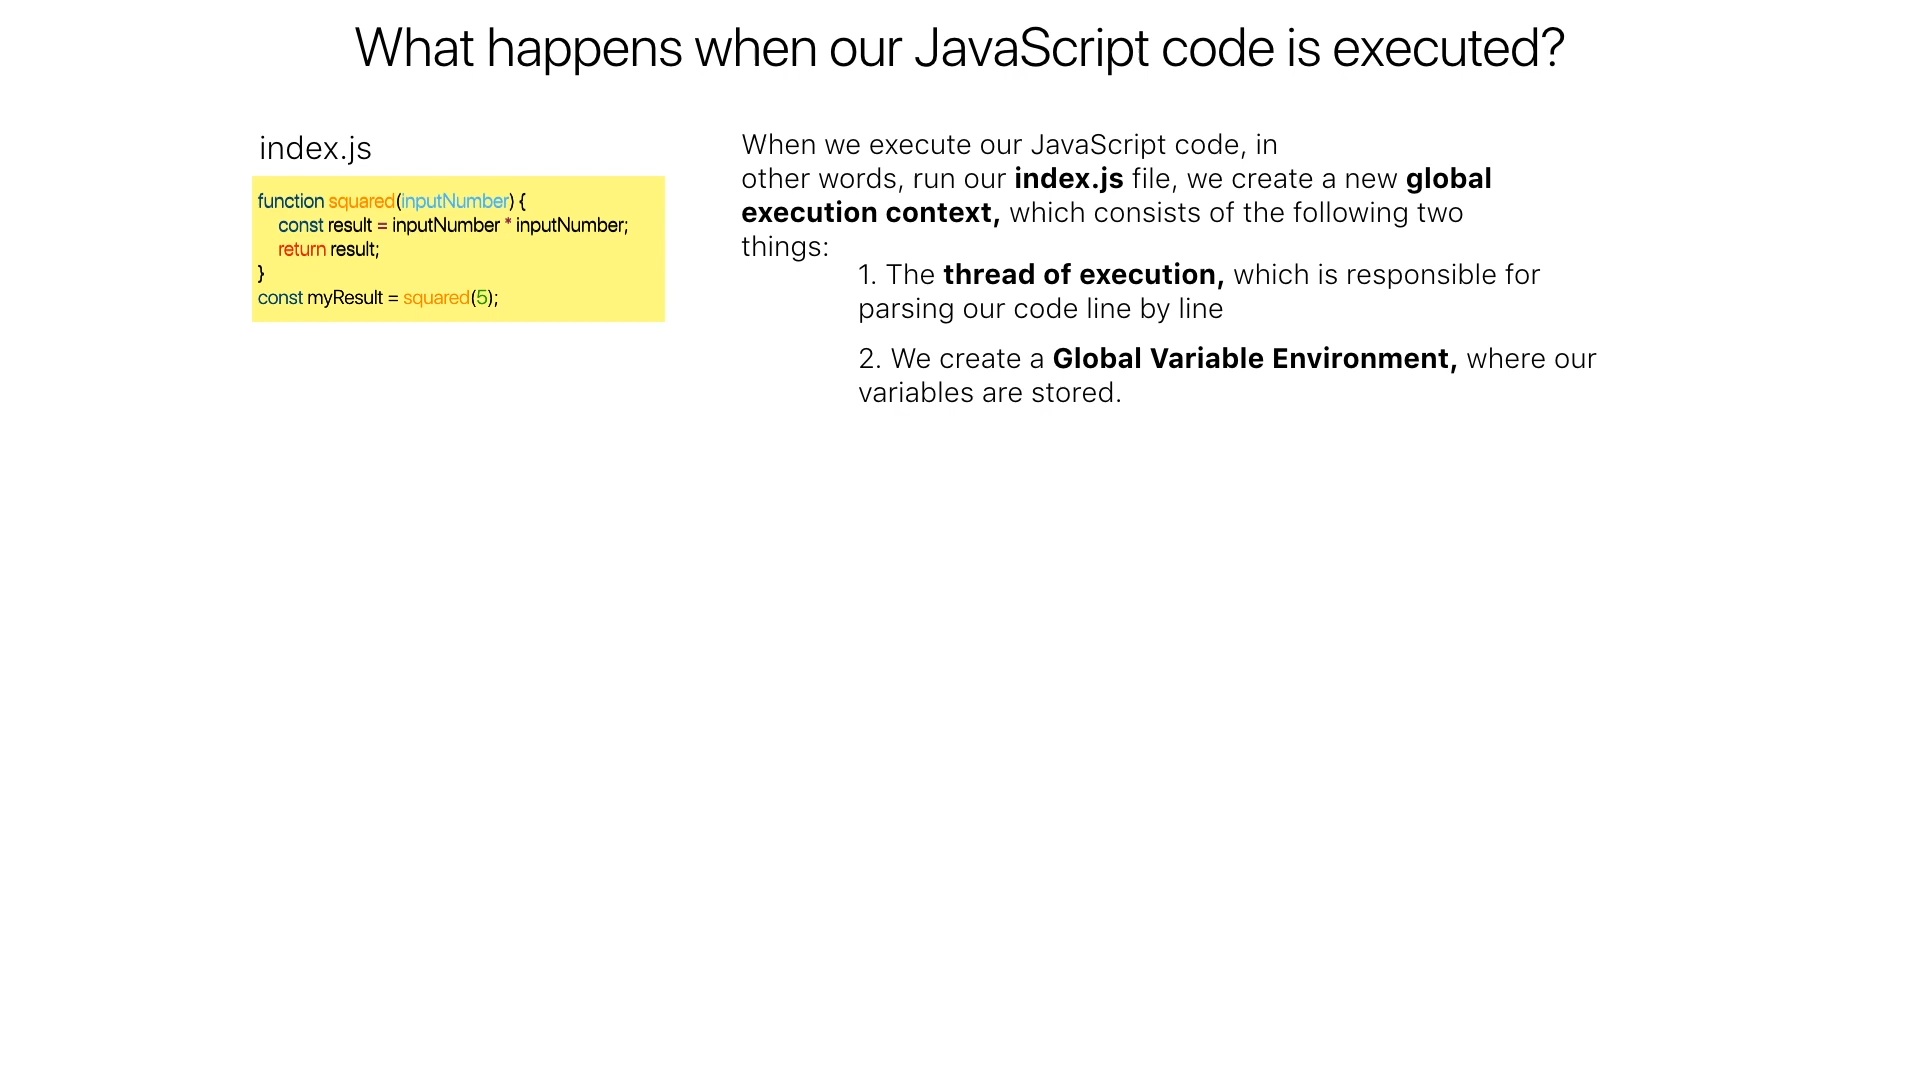 What happens when our JavaScript code is executed?
index.js
function squared(inputNumber) {
const result = inputNumber * inputNumber;
return result;
}
const myResult = squared(5);
When we execute our JavaScript code, in
other words, run our index.js file, we create a new global
execution context, which consists of the following two
things:
1. The thread of execution, which is responsible for
parsing our code line by line
2. We create a Global Variable Environment, where our
variables are stored.